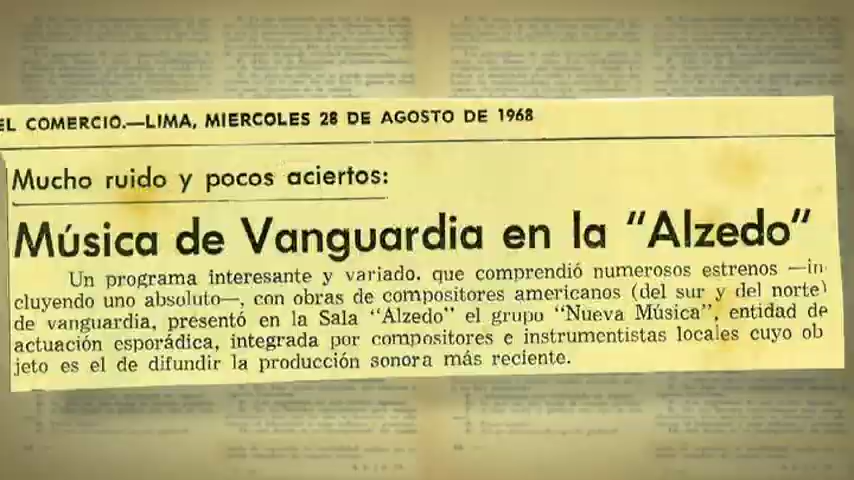 EL COMERCIO.—LIMA, MIERCOLES 28 DE AGOSTO DE 1968
Mucho ruido y pocos aciertos:
Música de Vanguardia en la "Alzedo"
Un programa interesante y variado. que comprendió numerosos estrenos —in
cluyendo uno absoluto—, con obras de compositores americanos (del sur y del norte)
de vanguardia, presentó en la Sala "Alzedo" el grupo "Nueva Música", entidad de
actuación esporádica, integrada por compositores e instrumentistas locales cuyo ob
jeto es el de difundir la producción sonora más reciente.